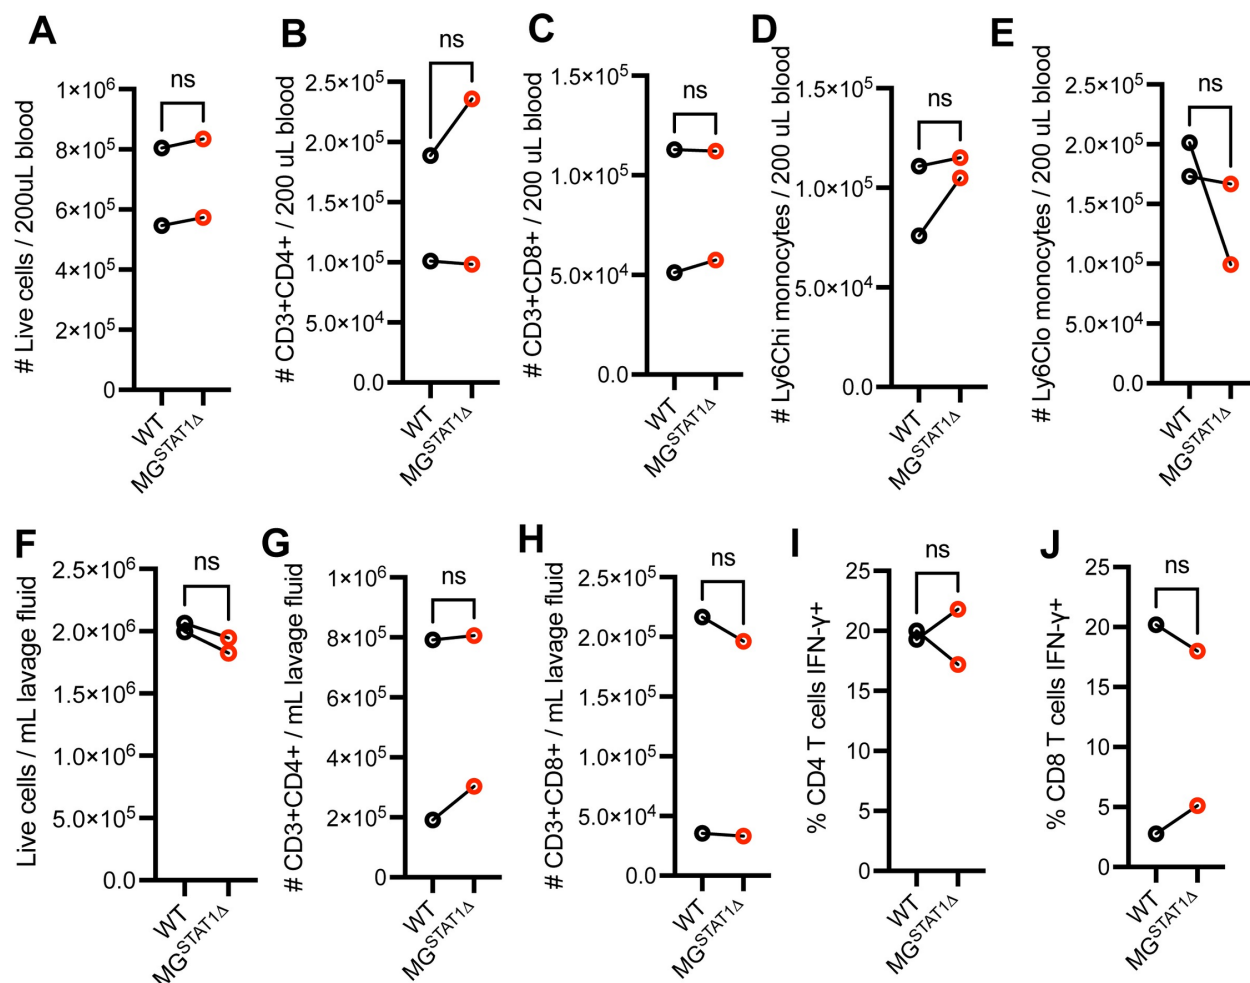 A
ns
# Live cells / 200uL blood
1×10⁶
8×10⁵
6×10⁵
4×10⁵
2×10⁵
0
WT
MGSTAT1Δ
B
ns
# CD3+CD4+ / 200 uL blood
2.5×10⁵
2.0×10⁵
1.5×10⁵
1.0×10⁵
5.0×10⁴
0.0
WT
MGSTAT1Δ
C
ns
# CD3+CD8+ / 200 uL blood
1.5×10⁵
1.0×10⁵
5.0×10⁴
0.0
WT
MGSTAT1Δ
D
ns
# Ly6Chi monocytes / 200 uL blood
1.5×10⁵
1.0×10⁵
5.0×10⁴
0.0
WT
MGSTAT1Δ
E
ns
# Ly6Clo monocytes / 200 uL blood
2.5×10⁵
2.0×10⁵
1.5×10⁵
1.0×10⁵
5.0×10⁴
0.0
WT
MGSTAT1Δ
F
ns
Live cells / mL lavage fluid
2.5×10⁶
2.0×10⁶
1.5×10⁶
1.0×10⁶
5.0×10⁵
0.0
WT
MGSTAT1Δ
G
ns
# CD3+CD4+ / mL lavage fluid
1×10⁶
8×10⁵
6×10⁵
4×10⁵
2×10⁵
0
WT
MGSTAT1Δ
H
ns
# CD3+CD8+ / mL lavage fluid
2.5×10⁵
2.0×10⁵
1.5×10⁵
1.0×10⁵
5.0×10⁴
0.0
WT
MGSTAT1Δ
I
ns
% CD4 T cells IFN-γ+
25
20
15
10
5
0
WT
MGSTAT1Δ
J
ns
% CD8 T cells IFN-γ+
25
20
15
10
5
0
WT
MGSTAT1Δ